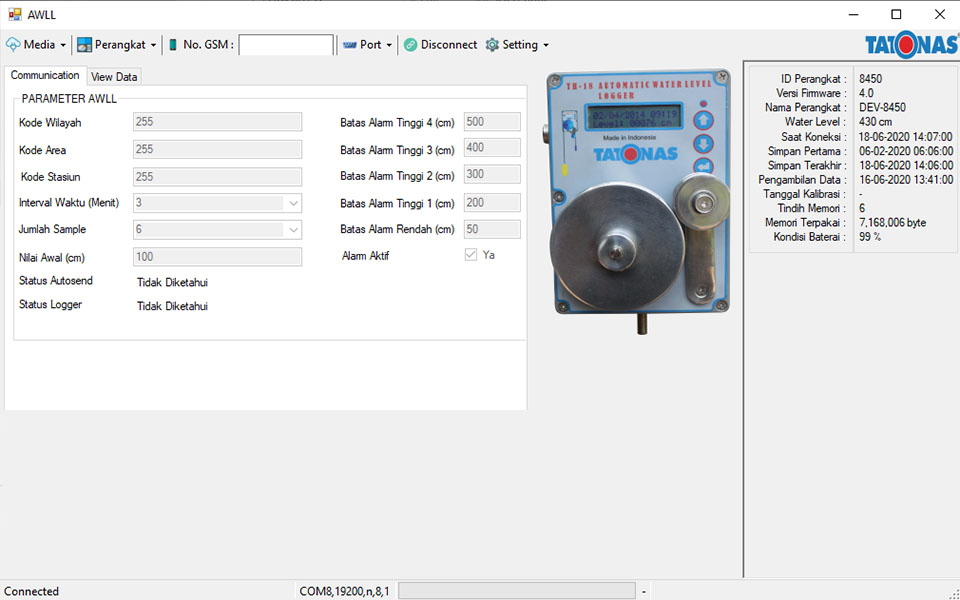 AWLL
Media Perangkat No. GSM : Port Disconnect Setting
TATONAS
Communication View Data
PARAMETER AWLL
Kode Wilayah 255
Kode Area 255
Kode Stasiun 255
Interval Waktu (Menit) 3
Jumlah Sample 6
Nilai Awal (cm) 100
Status Autosend Tidak Diketahui
Status Logger Tidak Diketahui
Batas Alarm Tinggi 4 (cm) 500
Batas Alarm Tinggi 3 (cm) 400
Batas Alarm Tinggi 2 (cm) 300
Batas Alarm Tinggi 1 (cm) 200
Batas Alarm Rendah (cm) 50
Alarm Aktif Ya
TH-18 AUTOMATIC WATER LEVEL
LOGGER
02/04/2014 09:19
Level: 00076 cm
Made in Indonesia
TATONAS
ID Perangkat : 8450
Versi Firmware : 4.0
Nama Perangkat : DEV-8450
Water Level : 430 cm
Saat Koneksi : 18-06-2020 14:07:00
Simpan Pertama : 06-02-2020 06:06:00
Simpan Terakhir : 18-06-2020 14:06:00
Pengambilan Data : 16-06-2020 13:41:00
Tanggal Kalibrasi : -
Tindih Memori : 6
Memori Terpakai : 7,168,006 byte
Kondisi Baterai : 99 %
Connected COM8,19200,n,8,1 -